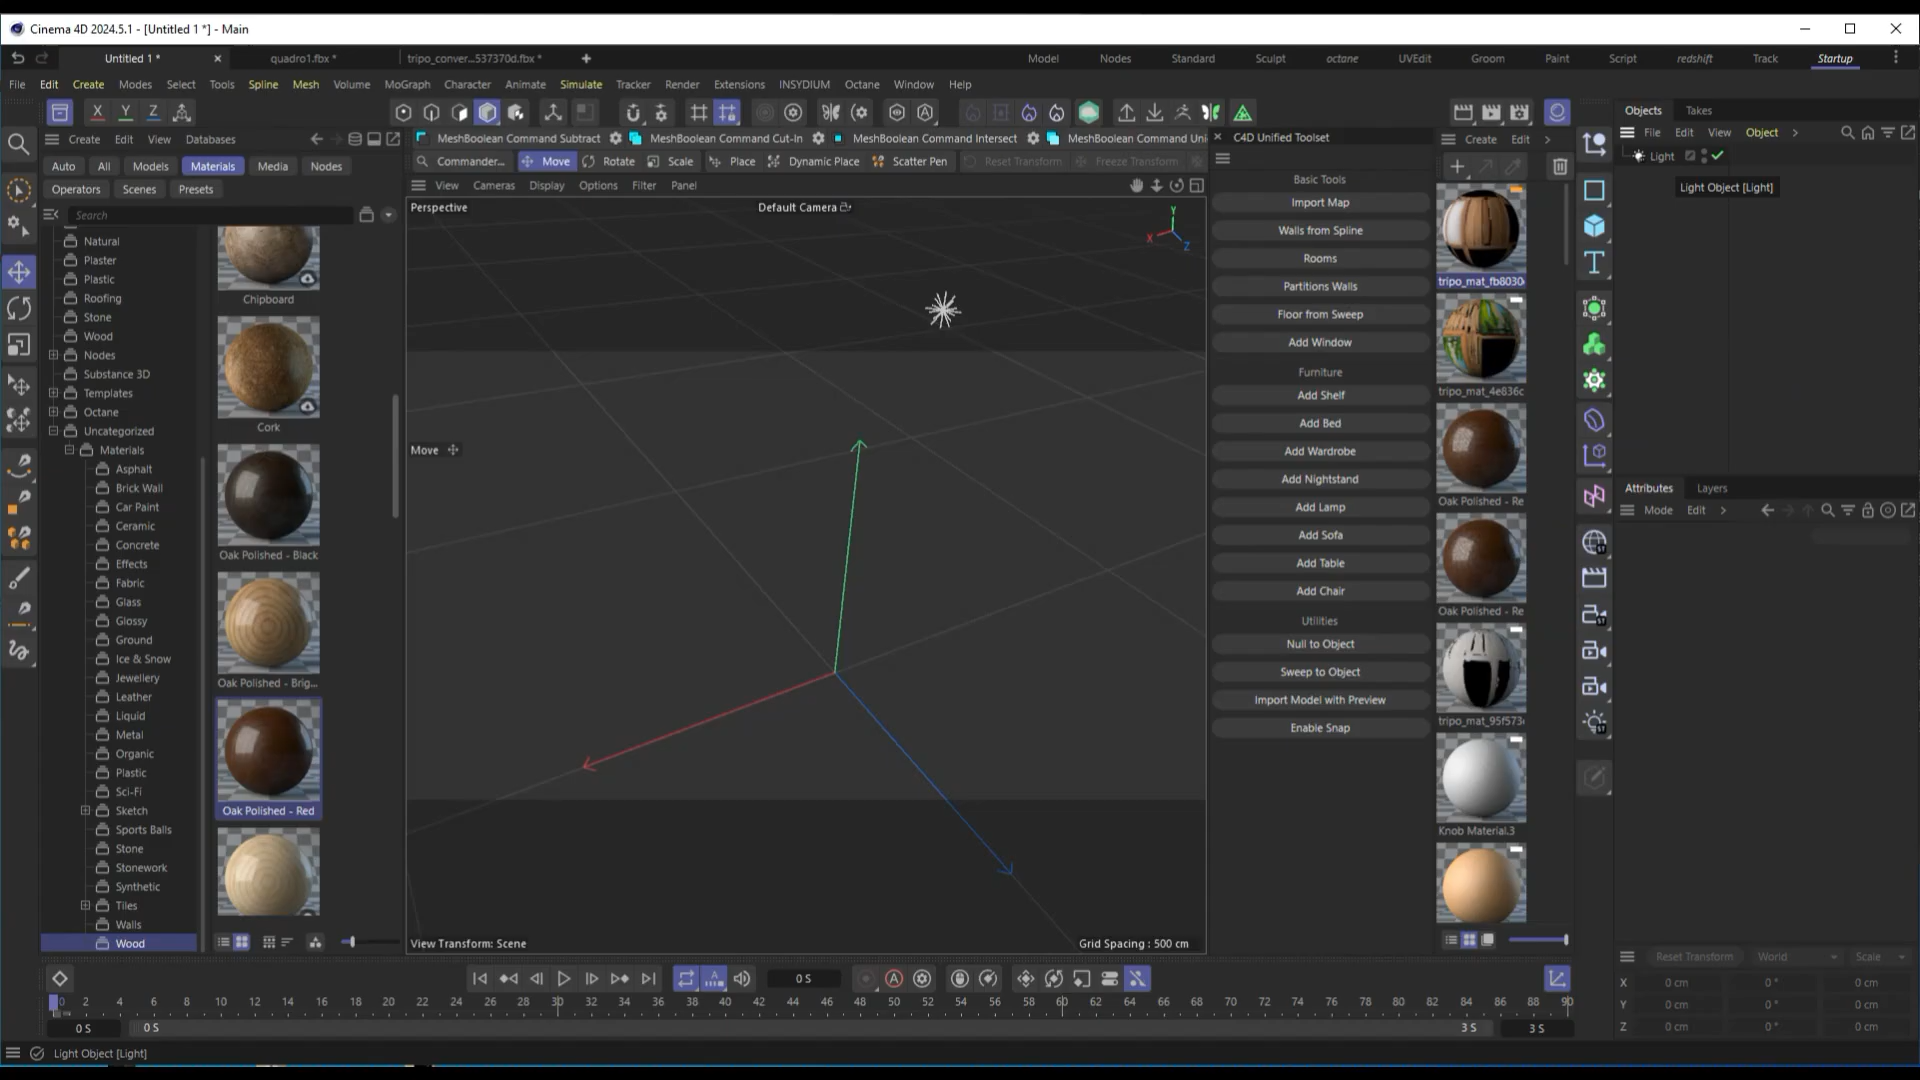 Cinema 4D 2024.5.1 - [Untitled 1 *] - Main
Untitled 1 *
quadro1.fbx *
tripo_conver...537370d.fbx *
Model
Nodes
Standard
Sculpt
octane
UVEdit
Groom
Paint
Script
redshift
Track
Startup
File Edit Create Modes Select Tools Spline Mesh Volume MoGraph Character Animate Simulate Tracker Render Extensions INSYDIUM Octane Window Help
X Y Z
Objects Takes
Create Edit View Databases
MeshBoolean Command Subtract
MeshBoolean Command Cut-In
MeshBoolean Command Intersect
MeshBoolean Command Uni
C4D Unified Toolset
Create Edit
File Edit View Object
Auto All Models Materials Media Nodes
Operators Scenes Presets
Search
Commander...
Move Rotate Scale Place Dynamic Place Scatter Pen Reset Transform Freeze Transform
View Cameras Display Options Filter Panel
Perspective
Default Camera
Y
X
Z
Move
View Transform: Scene
Grid Spacing : 500 cm
Natural
Plaster
Plastic
Roofing
Stone
Wood
Nodes
Substance 3D
Templates
Octane
Uncategorized
Materials
Asphalt
Brick Wall
Car Paint
Ceramic
Concrete
Effects
Fabric
Glass
Glossy
Ground
Ice & Snow
Jewellery
Leather
Liquid
Metal
Organic
Plastic
Sci-Fi
Sketch
Sports Balls
Stone
Stonework
Synthetic
Tiles
Walls
Wood
Chipboard
Cork
Oak Polished - Black
Oak Polished - Brig...
Oak Polished - Red
Basic Tools
Import Map
Walls from Spline
Rooms
Partitions Walls
Floor from Sweep
Add Window
Furniture
Add Shelf
Add Bed
Add Wardrobe
Add Nightstand
Add Lamp
Add Sofa
Add Table
Add Chair
Utilities
Null to Object
Sweep to Object
Import Model with Preview
Enable Snap
tripo_mat_fb8030
tripo_mat_4e836c
Oak Polished - Re
Oak Polished - Re
tripo_mat_95f573
Knob Material.3
Light
Light Object [Light]
Attributes Layers
Mode Edit
Reset Transform World Scale
X 0 cm 0 ° 0 cm
Y 0 cm 0 ° 0 cm
Z 0 cm 0 ° 0 cm
0 S
0 2 4 6 8 10 12 14 16 18 20 22 24 26 28 30 32 34 36 38 40 42 44 46 48 50 52 54 56 58 60 62 64 66 68 70 72 74 76 78 80 82 84 86 88 90
0 S 0 S 3 S 3 S
Light Object [Light]